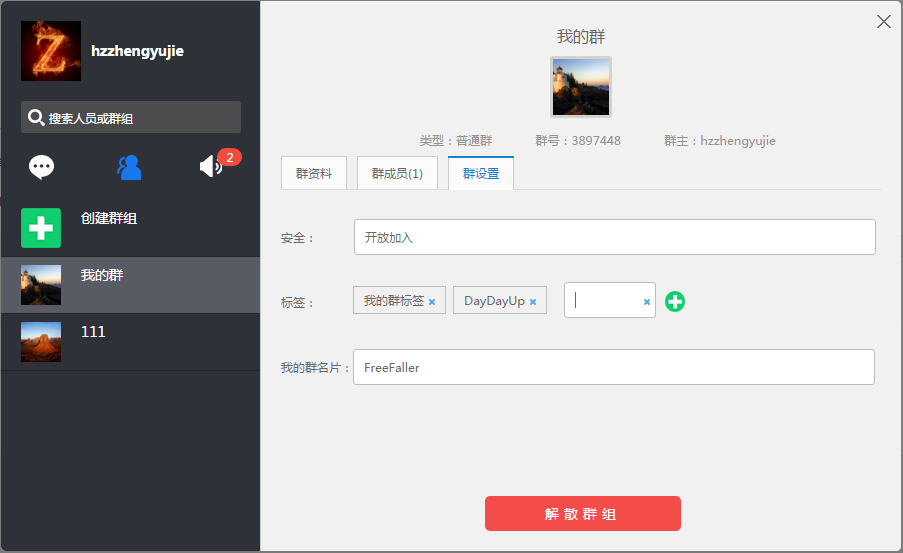 hzzhengyujie
搜索人员或群组
2
创建群组
我的群
111
我的群
类型：普通群 群号：3897448 群主：hzzhengyujie
群资料 群成员(1) 群设置
安全： 开放加入
标签： 我的群标签 × DayDayUp × ×
我的群名片： FreeFaller
解散群组